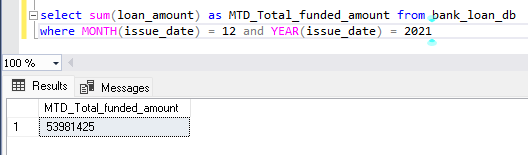 select sum(loan_amount) as MTD_Total_funded_amount from bank_loan_db
where MONTH(issue_date) = 12 and YEAR(issue_date) = 2021
100 %
Results Messages
MTD_Total_funded_amount
1 53981425